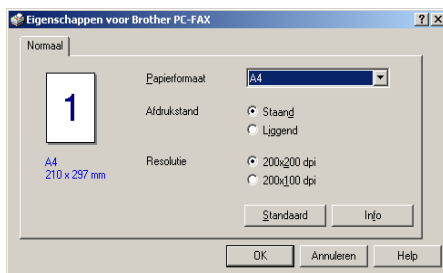 Eigenschappen voor Brother PC-FAX
Normaal
1
A4
210 x 297 mm
Papierformaat
A4
Afdrukstand
Staand
Liggend
Resolutie
200x200 dpi
200x100 dpi
Standaard
Info
OK
Annuleren
Help